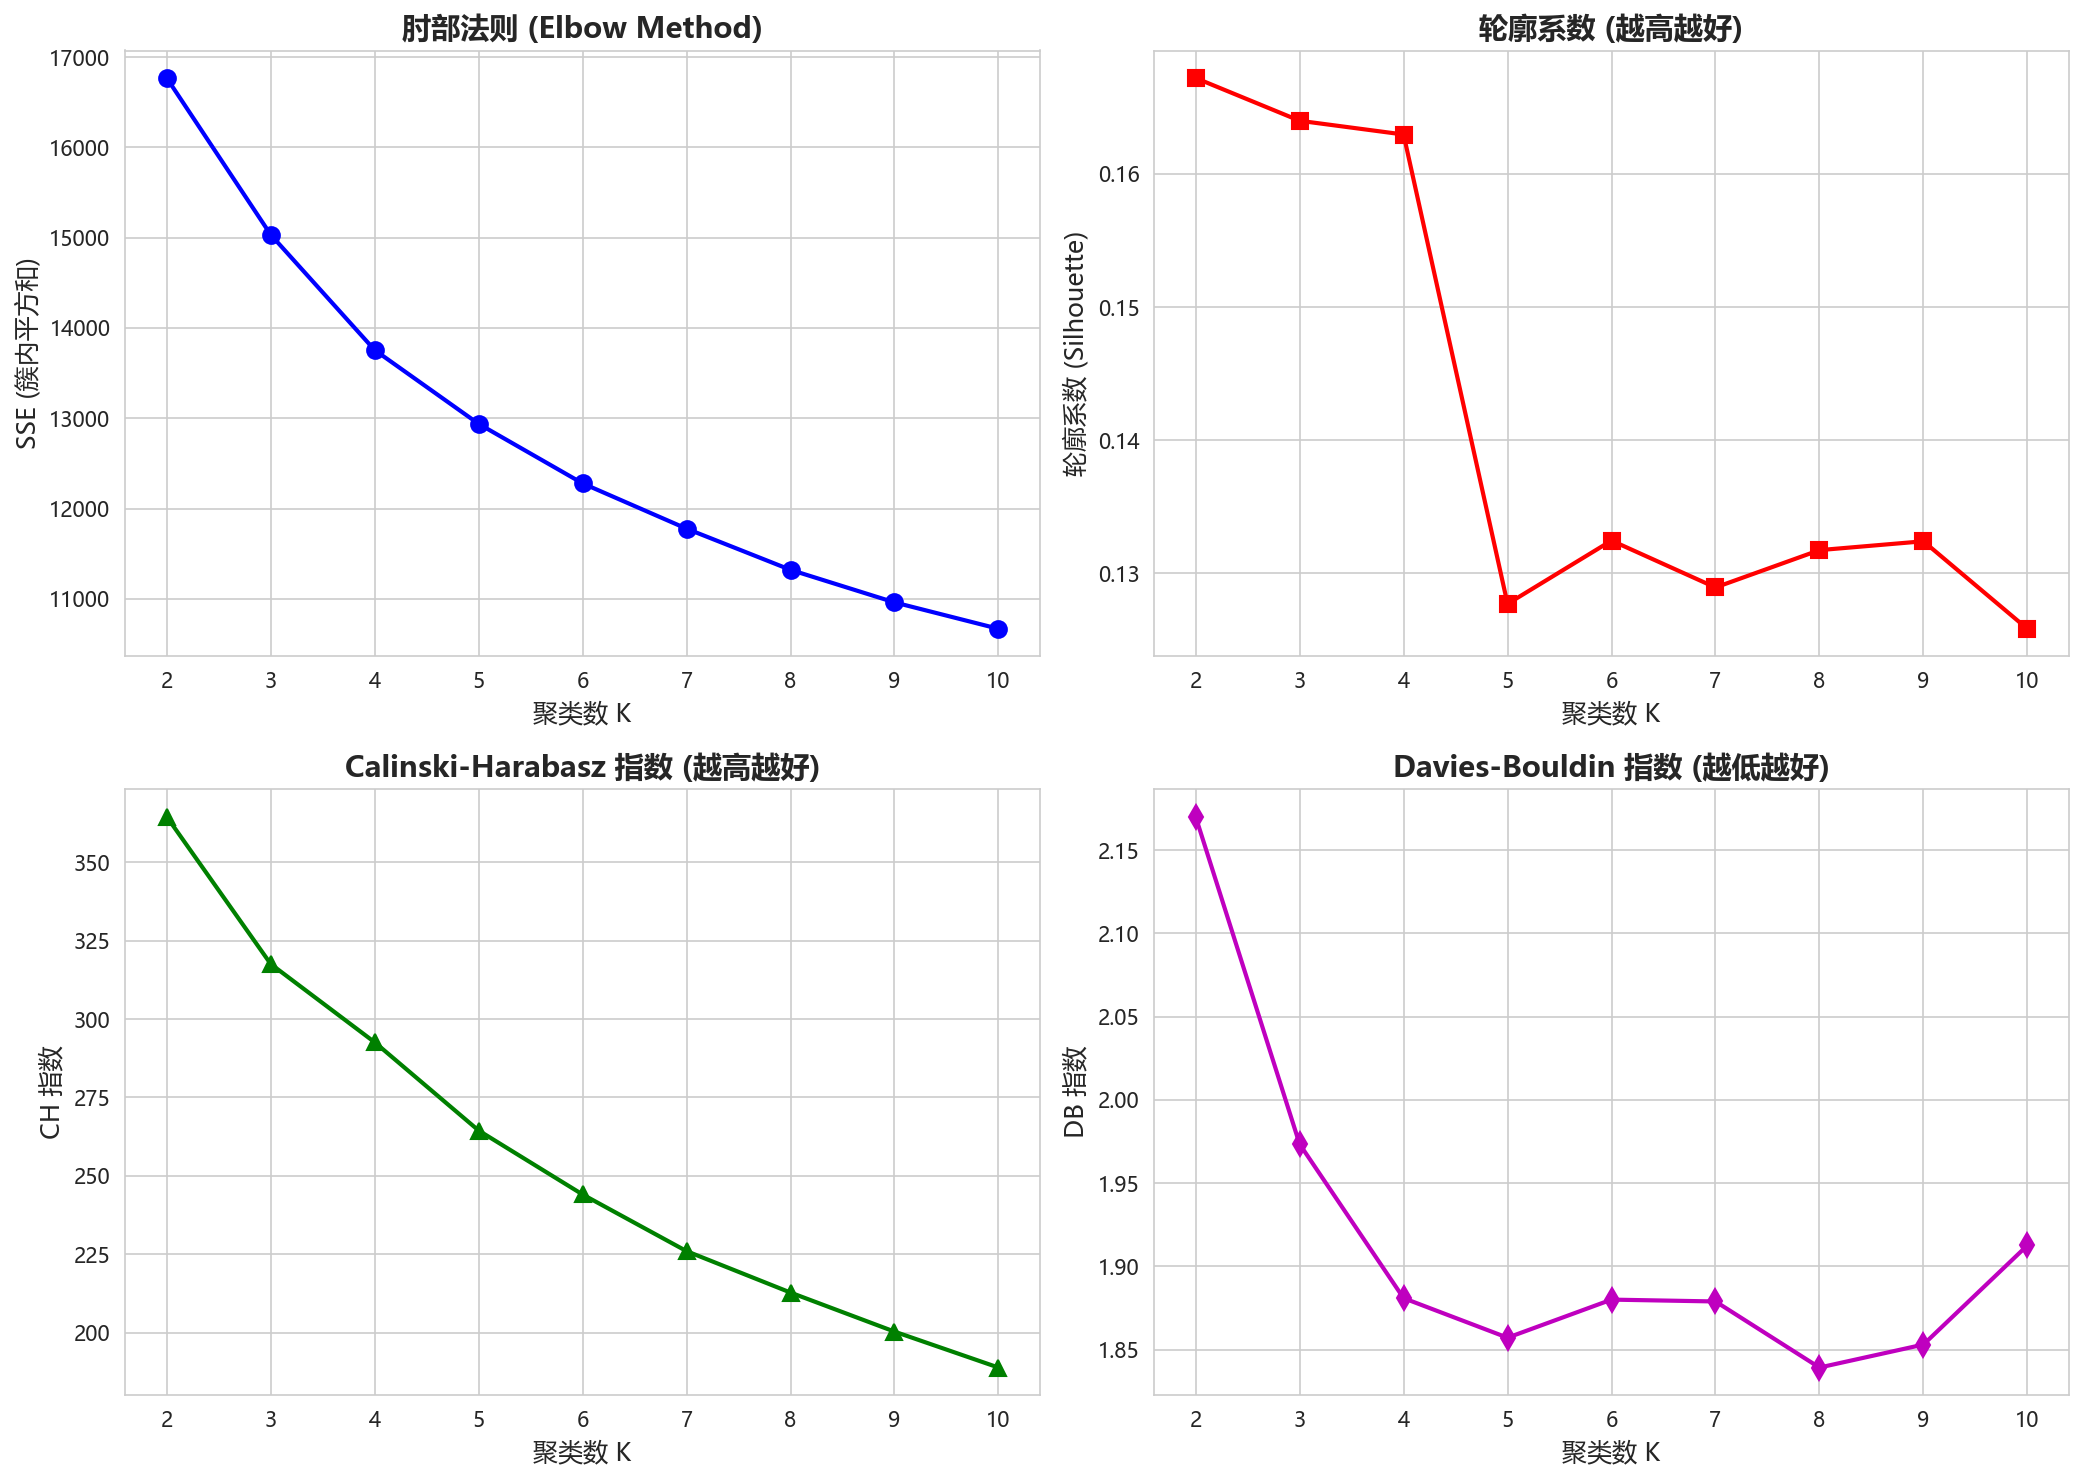 肘部法则 (Elbow Method)
17000
16000
15000
14000
13000
12000
11000
SSE (簇内平方和)
2 3 4 5 6 7 8 9 10
聚类数 K
轮廓系数 (越高越好)
0.16
0.15
0.14
0.13
轮廓系数 (Silhouette)
2 3 4 5 6 7 8 9 10
聚类数 K
Calinski-Harabasz 指数 (越高越好)
350
325
300
275
250
225
200
CH 指数
2 3 4 5 6 7 8 9 10
聚类数 K
Davies-Bouldin 指数 (越低越好)
2.15
2.10
2.05
2.00
1.95
1.90
1.85
DB 指数
2 3 4 5 6 7 8 9 10
聚类数 K